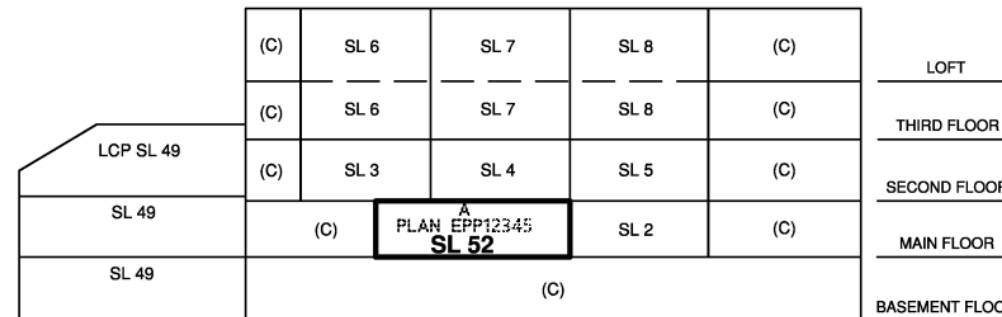 (C) SL 6 SL 7 SL 8 (C)
LOFT
(C) SL 6 SL 7 SL 8 (C)
THIRD FLOOR
LCP SL 49
(C) SL 3 SL 4 SL 5 (C)
SECOND FLOOR
SL 49
A
(C) PLAN EPP12345 SL 2 (C)
SL 52
MAIN FLOOR
SL 49
(C)
BASEMENT FLOO